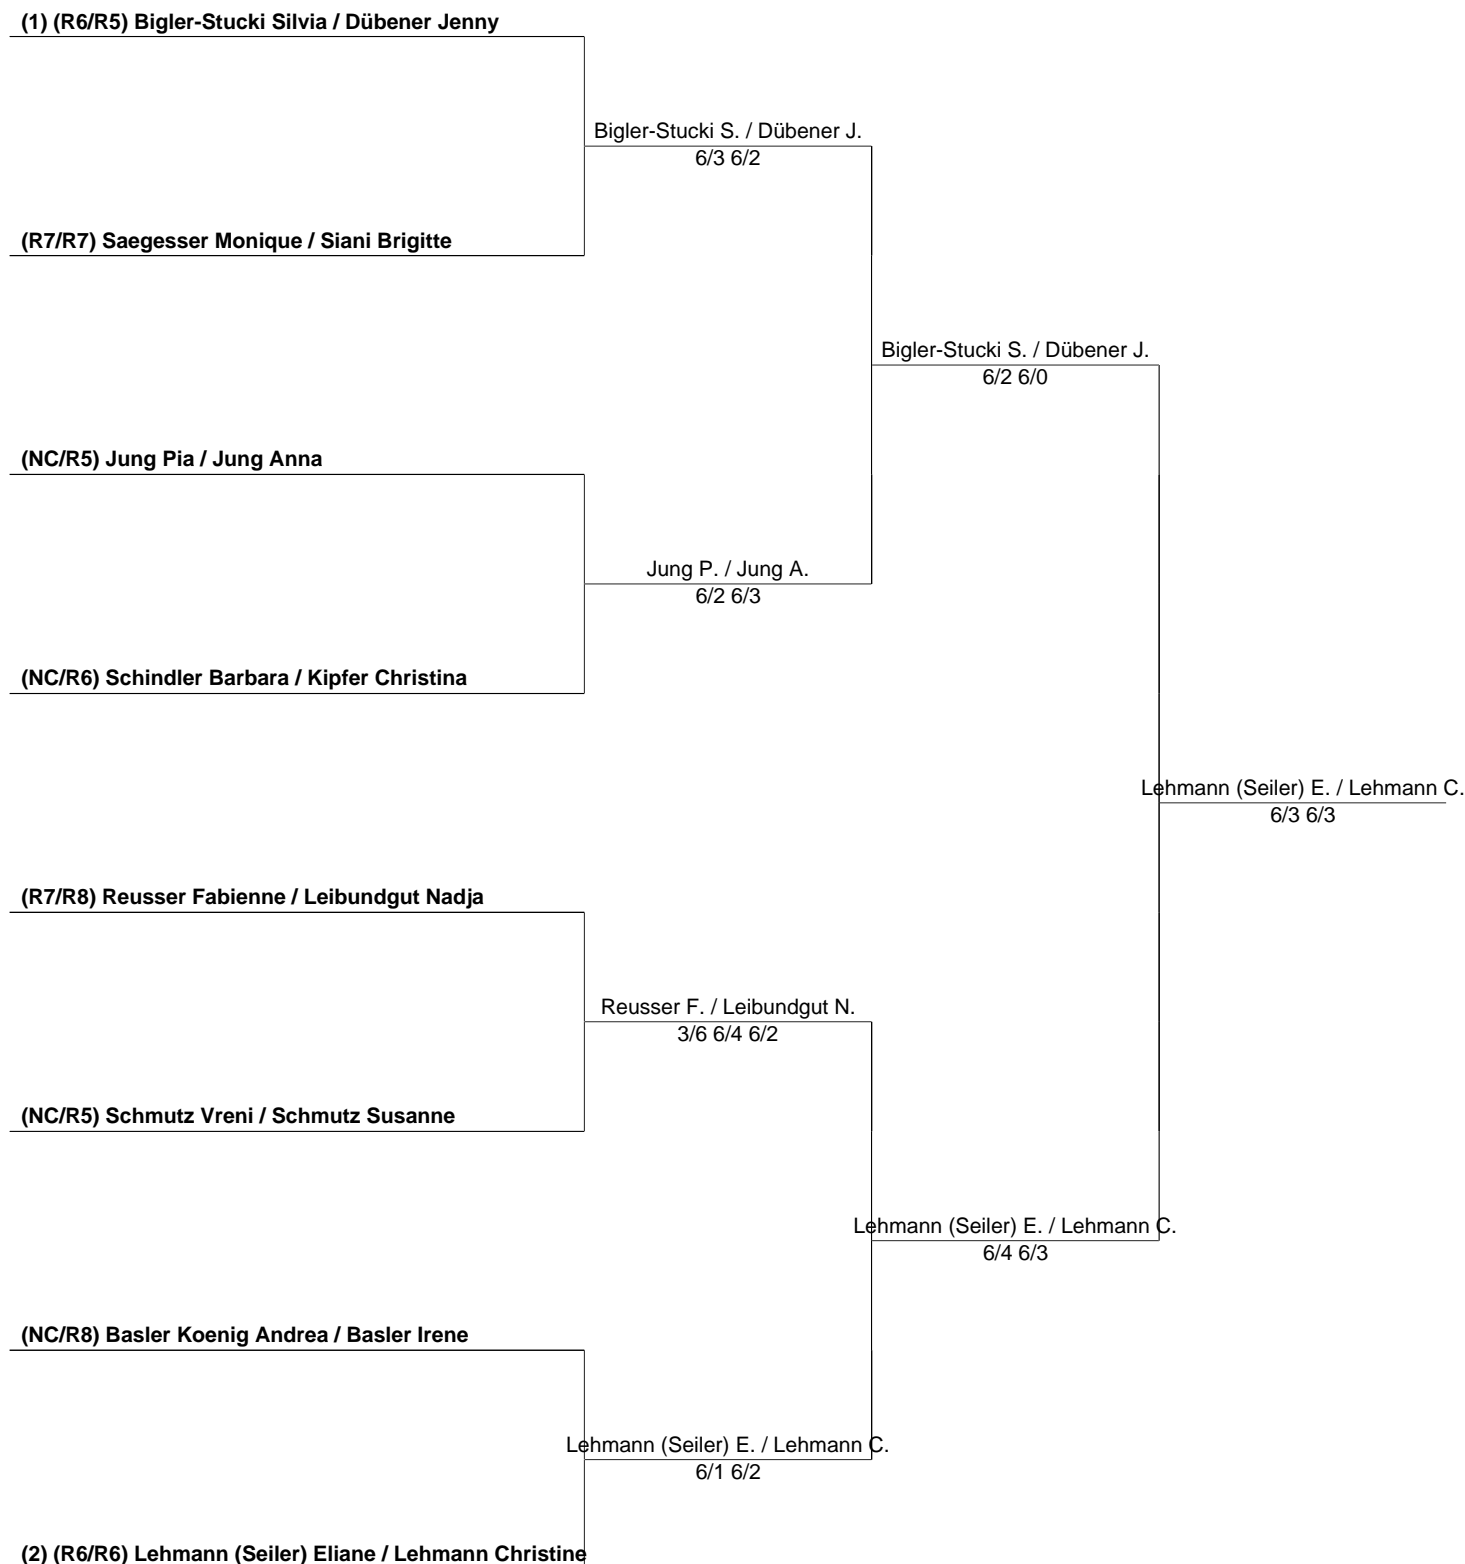 (1) (R6/R5) Bigler-Stucki Silvia / Dübener Jenny
Bigler-Stucki S. / Dübener J.
6/3 6/2
(R7/R7) Saegesser Monique / Siani Brigitte
Bigler-Stucki S. / Dübener J.
6/2 6/0
(NC/R5) Jung Pia / Jung Anna
Jung P. / Jung A.
6/2 6/3
(NC/R6) Schindler Barbara / Kipfer Christina
Lehmann (Seiler) E. / Lehmann C.
6/3 6/3
(R7/R8) Reusser Fabienne / Leibundgut Nadja
Reusser F. / Leibundgut N.
3/6 6/4 6/2
(NC/R5) Schmutz Vreni / Schmutz Susanne
Lehmann (Seiler) E. / Lehmann C.
6/4 6/3
(NC/R8) Basler Koenig Andrea / Basler Irene
Lehmann (Seiler) E. / Lehmann C.
6/1 6/2
(2) (R6/R6) Lehmann (Seiler) Eliane / Lehmann Christine